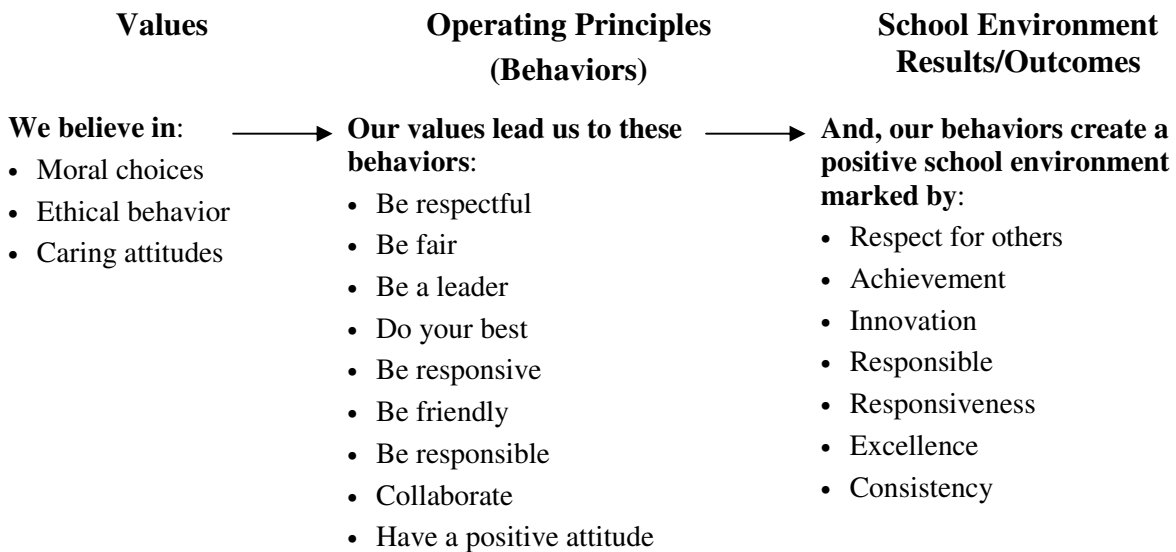 Values
Operating Principles
(Behaviors)
School Environment
Results/Outcomes
We believe in:
• Moral choices
• Ethical behavior
• Caring attitudes
Our values lead us to these
behaviors:
• Be respectful
• Be fair
• Be a leader
• Do your best
• Be responsive
• Be friendly
• Be responsible
• Collaborate
• Have a positive attitude
And, our behaviors create a
positive school environment
marked by:
• Respect for others
• Achievement
• Innovation
• Responsible
• Responsiveness
• Excellence
• Consistency